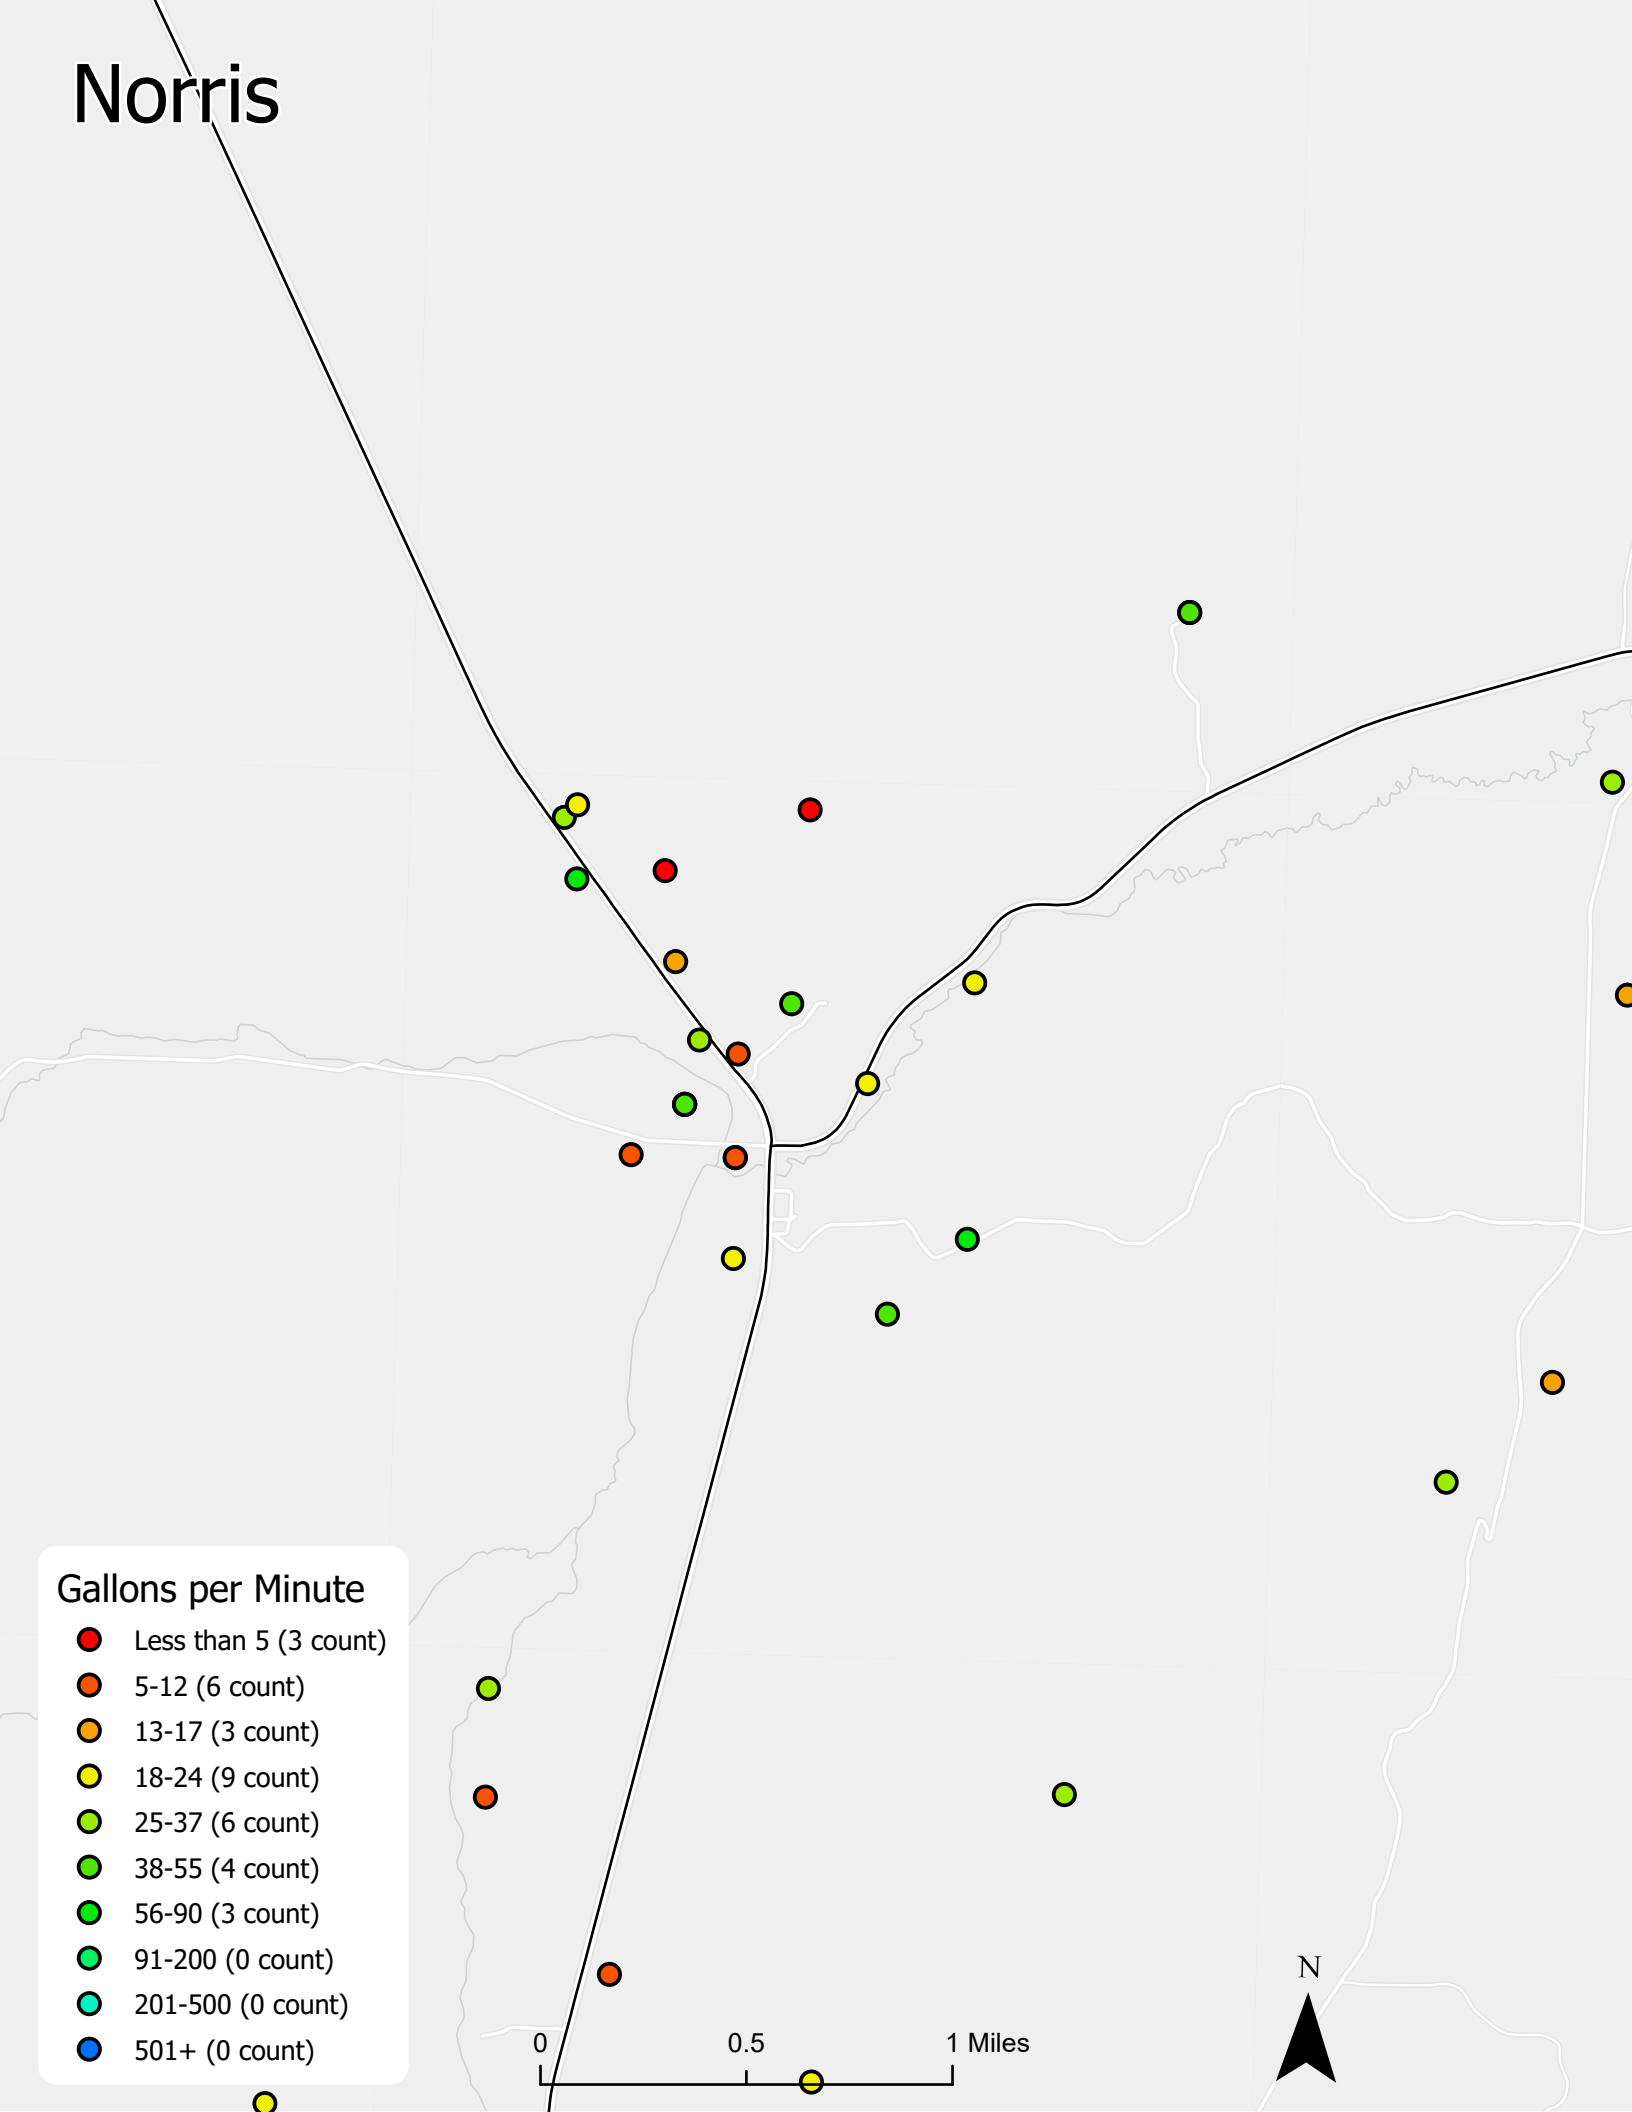 Norris
Gallons per Minute
Less than 5 (3 count)
5-12 (6 count)
13-17 (3 count)
18-24 (9 count)
25-37 (6 count)
38-55 (4 count)
56-90 (3 count)
91-200 (0 count)
201-500 (0 count)
501+ (0 count)
0 0.5 1 Miles
N